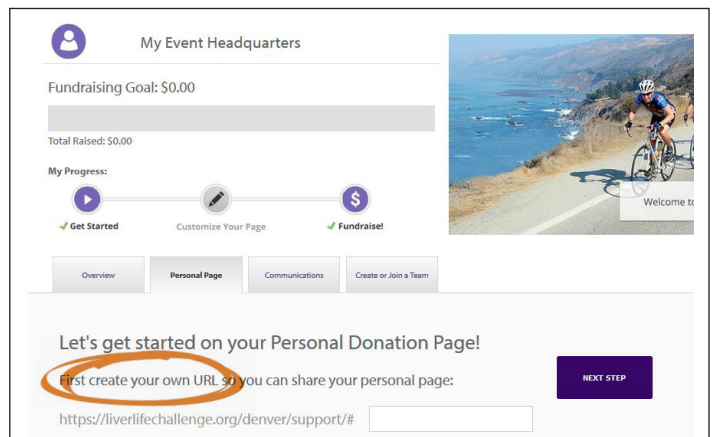 My Event Headquarters
Fundraising Goal: $0.00
Total Raised: $0.00
My Progress:
$
✓ Get Started
Customize Your Page
✓ Fundraise!
Overview
Personal Page
Communications
Create or Join a Team
Welcome to
Let's get started on your Personal Donation Page!
First create your own URL so you can share your personal page:
NEXT STEP
https://liverlifechallenge.org/denver/support/#